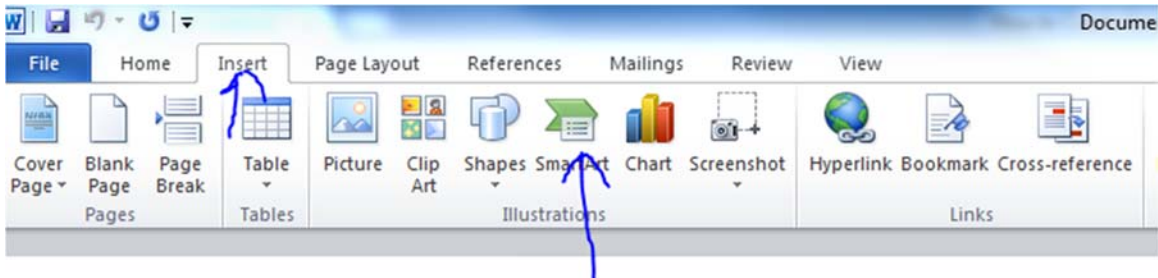 W
Docume
File Home Insert Page Layout References Mailings Review View
Cover Page Blank Page Page Break Table Picture Clip Art Shapes SmartArt Chart Screenshot Hyperlink Bookmark Cross-reference
Pages Tables Illustrations Links